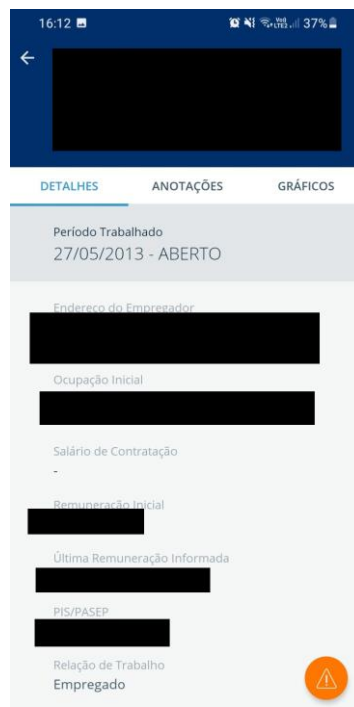 16:12
37%
DETALHES ANOTAÇÕES GRÁFICOS
Período Trabalhado
27/05/2013 - ABERTO
Endereço do Empregador
Ocupação Inicial
Salário de Contratação
-
Remuneração Inicial
Última Remuneração Informada
PIS/PASEP
Relação de Trabalho
Empregado